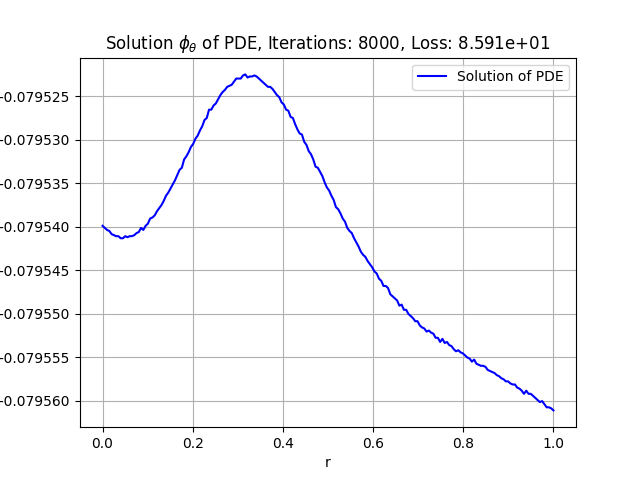 Solution ϕθ of PDE, Iterations: 8000, Loss: 8.591e+01
Solution of PDE
-0.079525
-0.079530
-0.079535
-0.079540
-0.079545
-0.079550
-0.079555
-0.079560
0.0 0.2 0.4 0.6 0.8 1.0
r